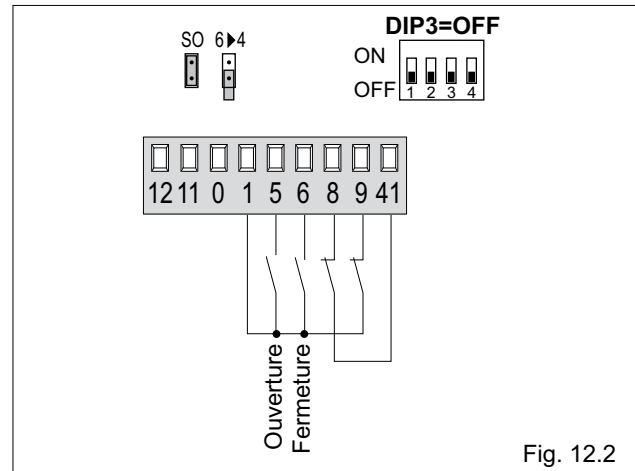 DIP3=OFF
SO 6▶4
ON
OFF
1 2 3 4
12 11 0 1 5 6 8 9 41
Ouverture
Fermeture
Fig. 12.2